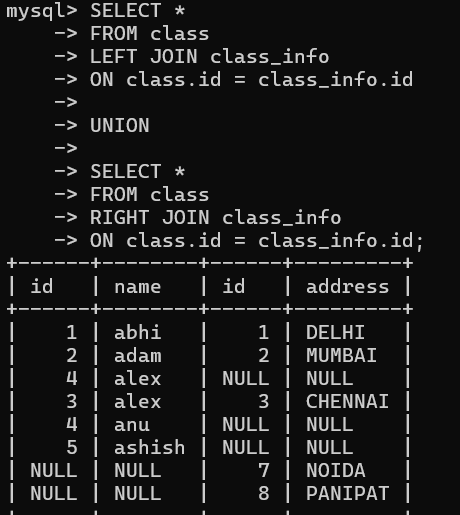 mysql> SELECT *
    -> FROM class
    -> LEFT JOIN class_info
    -> ON class.id = class_info.id
    ->
    -> UNION
    ->
    -> SELECT *
    -> FROM class
    -> RIGHT JOIN class_info
    -> ON class.id = class_info.id;
+------+--------+------+---------+
| id   | name   | id   | address |
+------+--------+------+---------+
|    1 | abhi   |    1 | DELHI   |
|    2 | adam   |    2 | MUMBAI  |
|    4 | alex   | NULL | NULL    |
|    3 | alex   |    3 | CHENNAI |
|    4 | anu    | NULL | NULL    |
|    5 | ashish | NULL | NULL    |
| NULL | NULL   |    7 | NOIDA   |
| NULL | NULL   |    8 | PANIPAT |